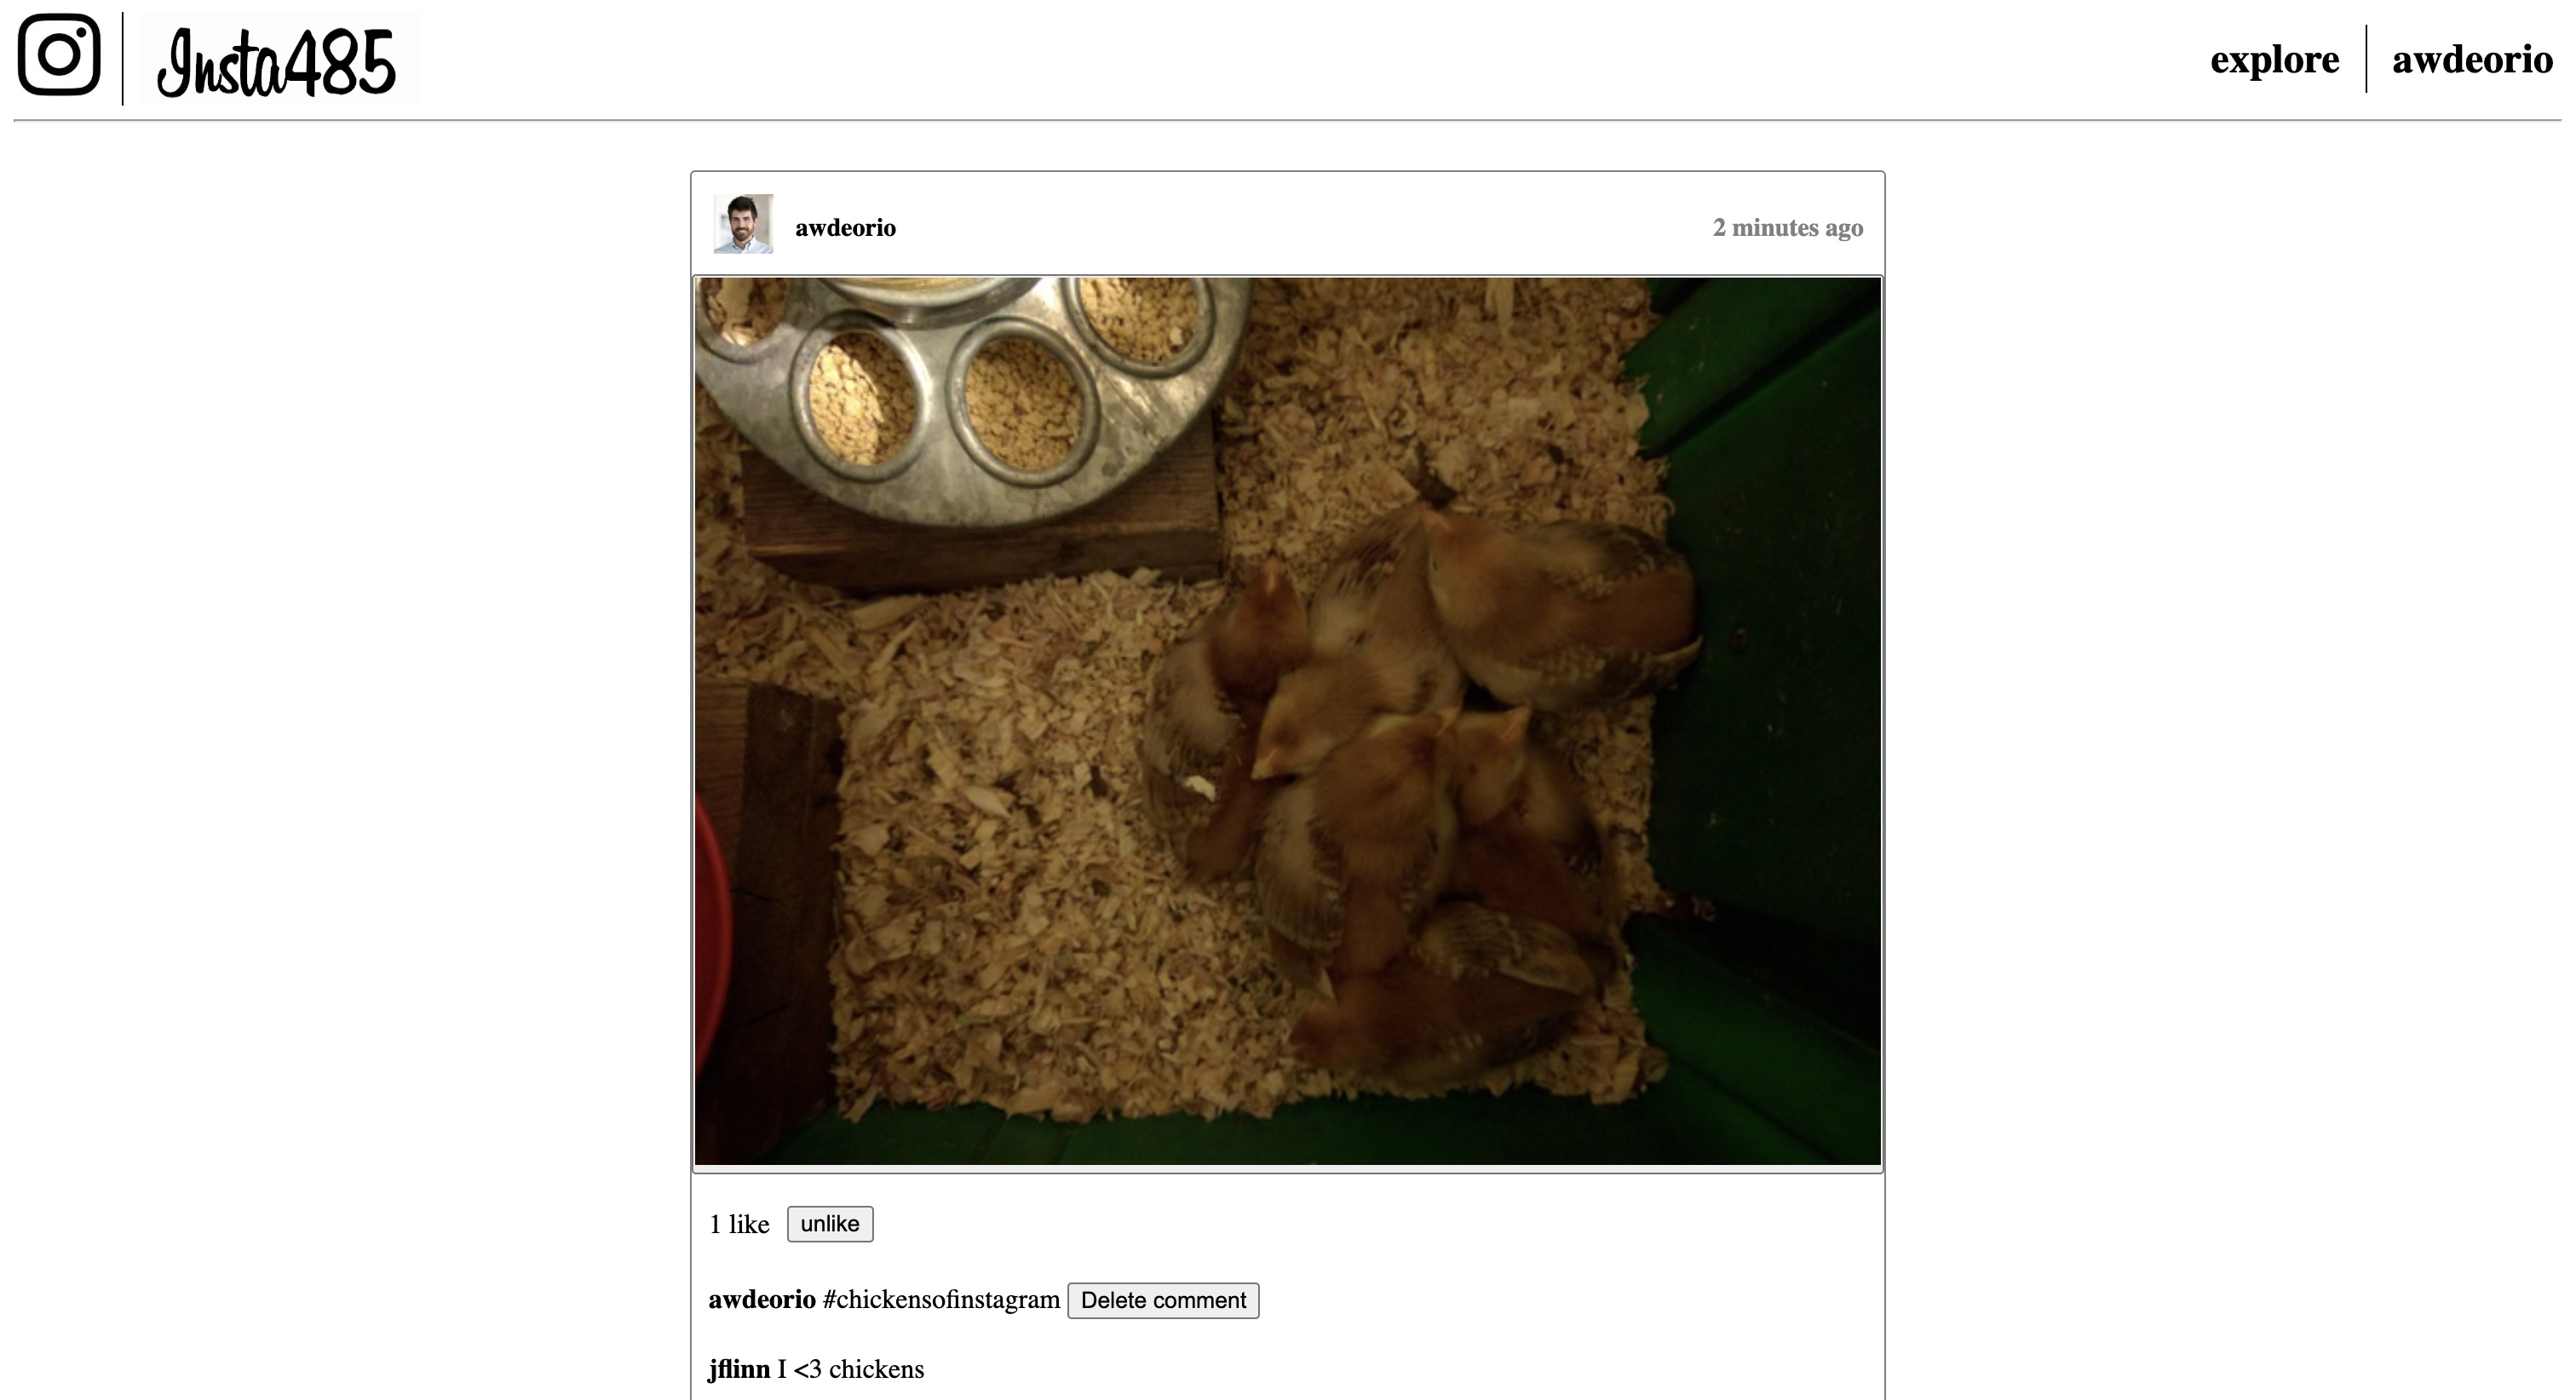 Insta485
explore
awdeorio
awdeorio
2 minutes ago
1 like
unlike
awdeorio #chickensofinstagram
Delete comment
jflinn I <3 chickens